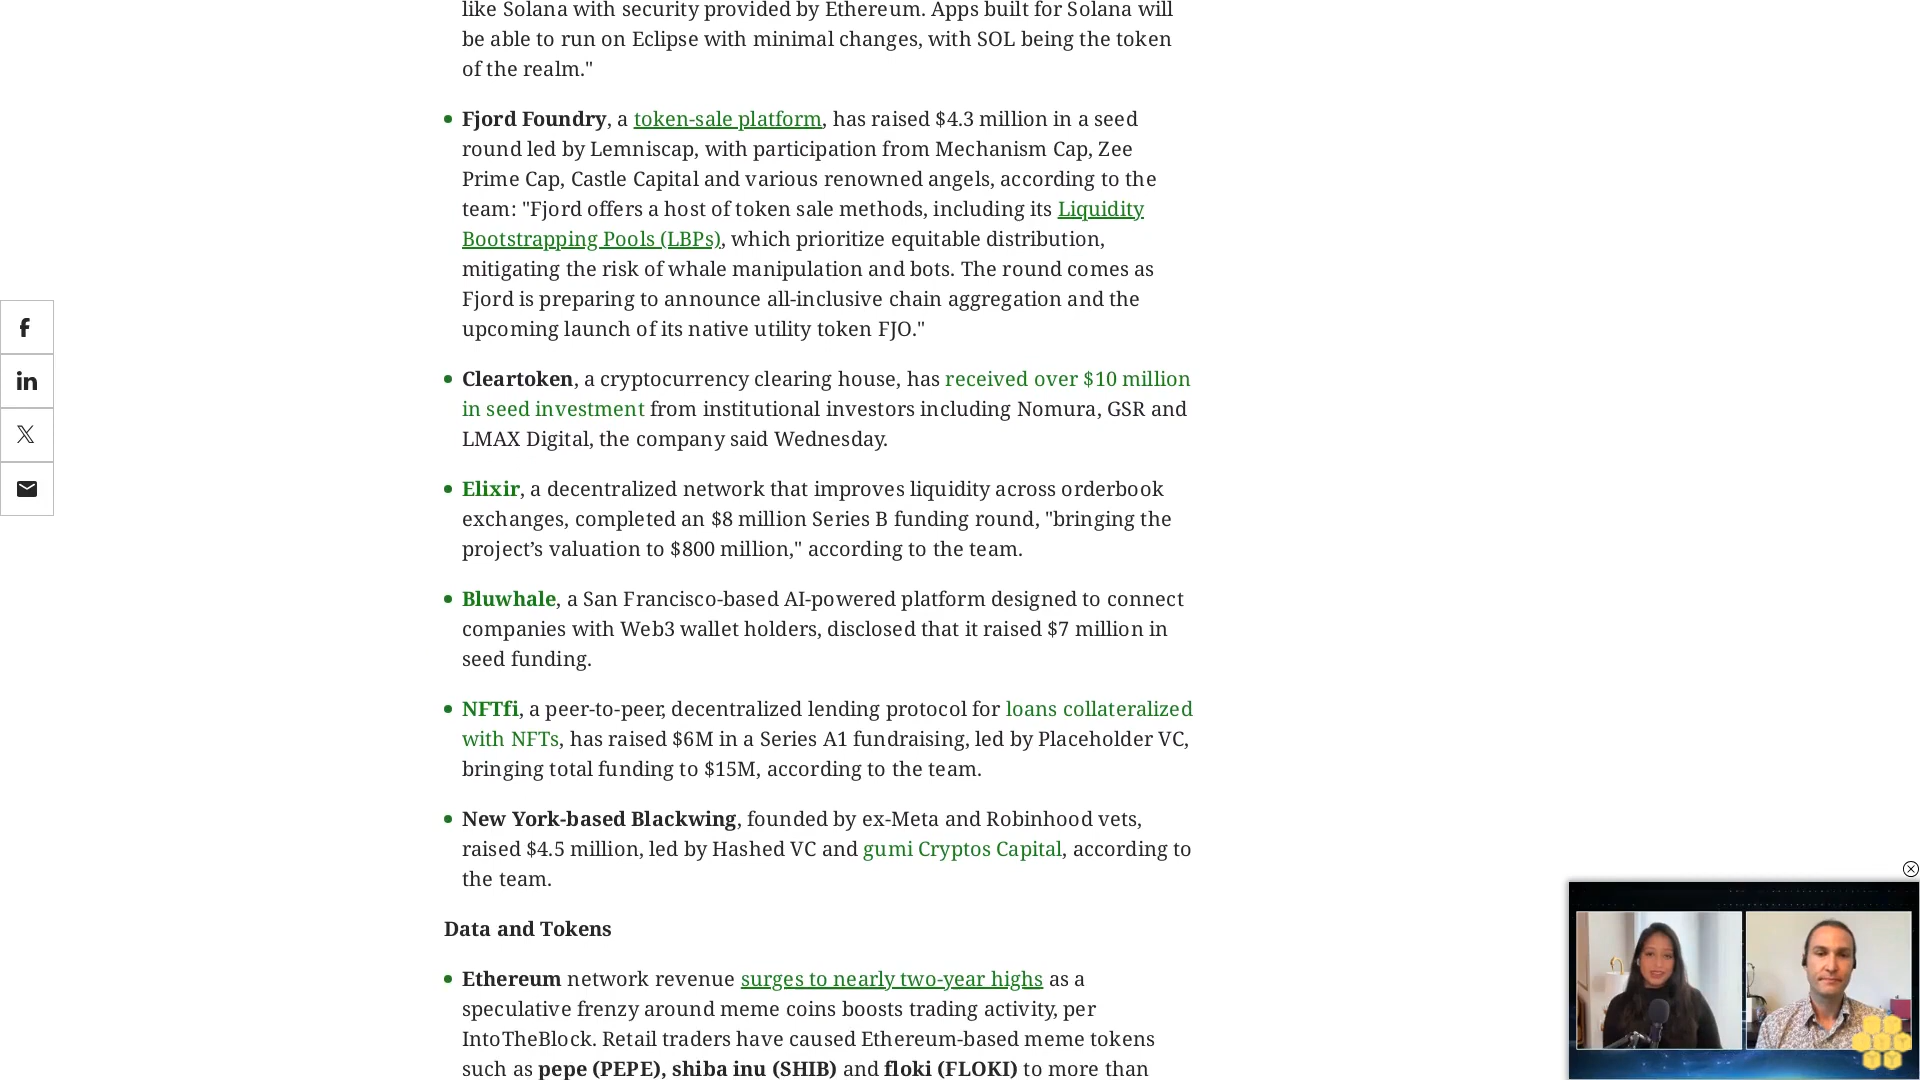 like Solana with security provided by Ethereum. Apps built for Solana will
be able to run on Eclipse with minimal changes, with SOL being the token
of the realm."
Fjord Foundry, a token-sale platform, has raised $4.3 million in a seed
round led by Lemniscap, with participation from Mechanism Cap, Zee
Prime Cap, Castle Capital and various renowned angels, according to the
team: "Fjord offers a host of token sale methods, including its Liquidity
Bootstrapping Pools (LBPs), which prioritize equitable distribution,
mitigating the risk of whale manipulation and bots. The round comes as
Fjord is preparing to announce all-inclusive chain aggregation and the
upcoming launch of its native utility token FJO."
Cleartoken, a cryptocurrency clearing house, has received over $10 million
in seed investment from institutional investors including Nomura, GSR and
LMAX Digital, the company said Wednesday.
Elixir, a decentralized network that improves liquidity across orderbook
exchanges, completed an $8 million Series B funding round, "bringing the
project’s valuation to $800 million," according to the team.
Bluwhale, a San Francisco-based AI-powered platform designed to connect
companies with Web3 wallet holders, disclosed that it raised $7 million in
seed funding.
NFTfi, a peer-to-peer, decentralized lending protocol for loans collateralized
with NFTs, has raised $6M in a Series A1 fundraising, led by Placeholder VC,
bringing total funding to $15M, according to the team.
New York-based Blackwing, founded by ex-Meta and Robinhood vets,
raised $4.5 million, led by Hashed VC and gumi Cryptos Capital, according to
the team.
Data and Tokens
Ethereum network revenue surges to nearly two-year highs as a
speculative frenzy around meme coins boosts trading activity, per
IntoTheBlock. Retail traders have caused Ethereum-based meme tokens
such as pepe (PEPE), shiba inu (SHIB) and floki (FLOKI) to more than